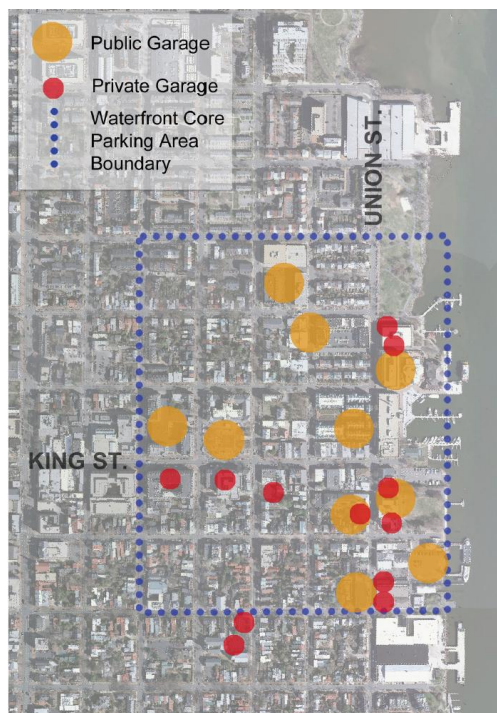 Public Garage
Private Garage
Waterfront Core
Parking Area
Boundary
UNION ST.
KING ST.